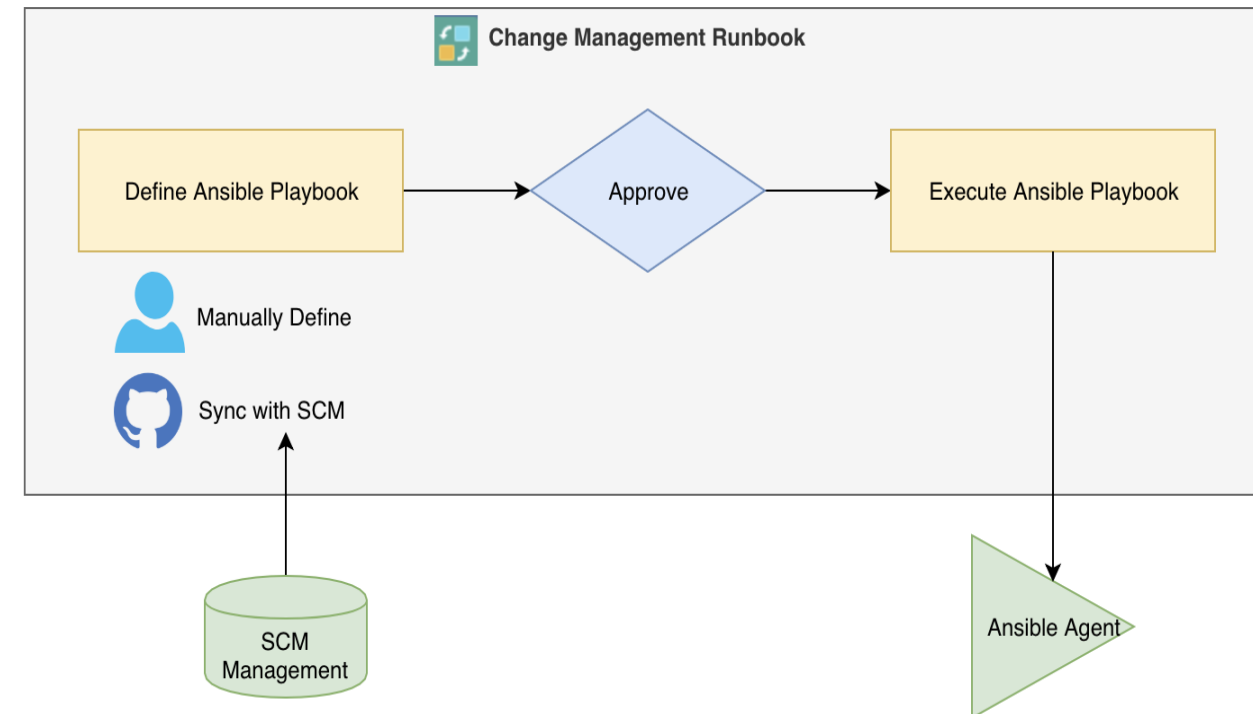 Change Management Runbook
Define Ansible Playbook
Approve
Execute Ansible Playbook
Manually Define
Sync with SCM
SCM
Management
Ansible Agent